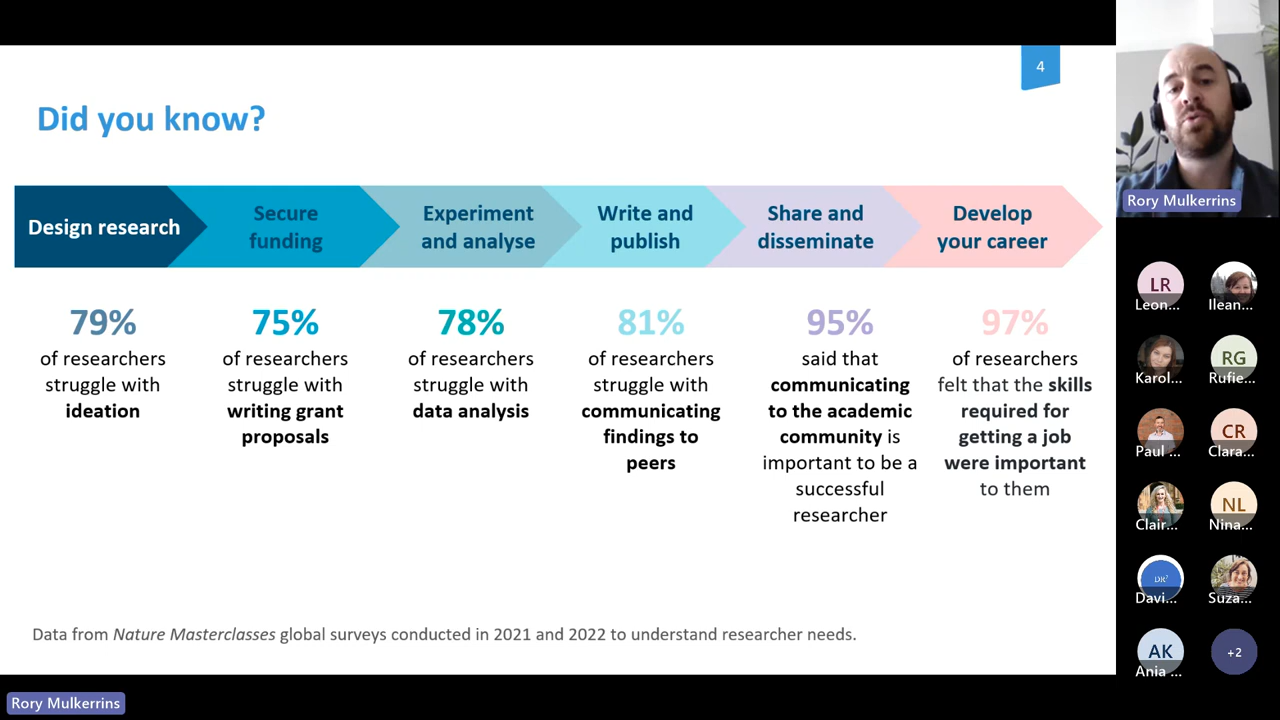 4
Did you know?
Design research
Secure
funding
Experiment
and analyse
Write and
publish
Share and
disseminate
Develop
your career
79%
of researchers
struggle with
ideation
75%
of researchers
struggle with
writing grant
proposals
78%
of researchers
struggle with
data analysis
81%
of researchers
struggle with
communicating
findings to
peers
95%
said that
communicating
to the academic
community is
important to be a
successful
researcher
97%
of researchers
felt that the skills
required for
getting a job
were important
to them
Data from Nature Masterclasses global surveys conducted in 2021 and 2022 to understand researcher needs.
Rory Mulkerrins
Rory Mulkerrins
LR
Leon...
Ilean...
Karol...
RG
Rufie...
Paul ...
CR
Clara...
Clair...
NL
Nina...
DR
Davi...
Suza...
AK
Ania ...
+2